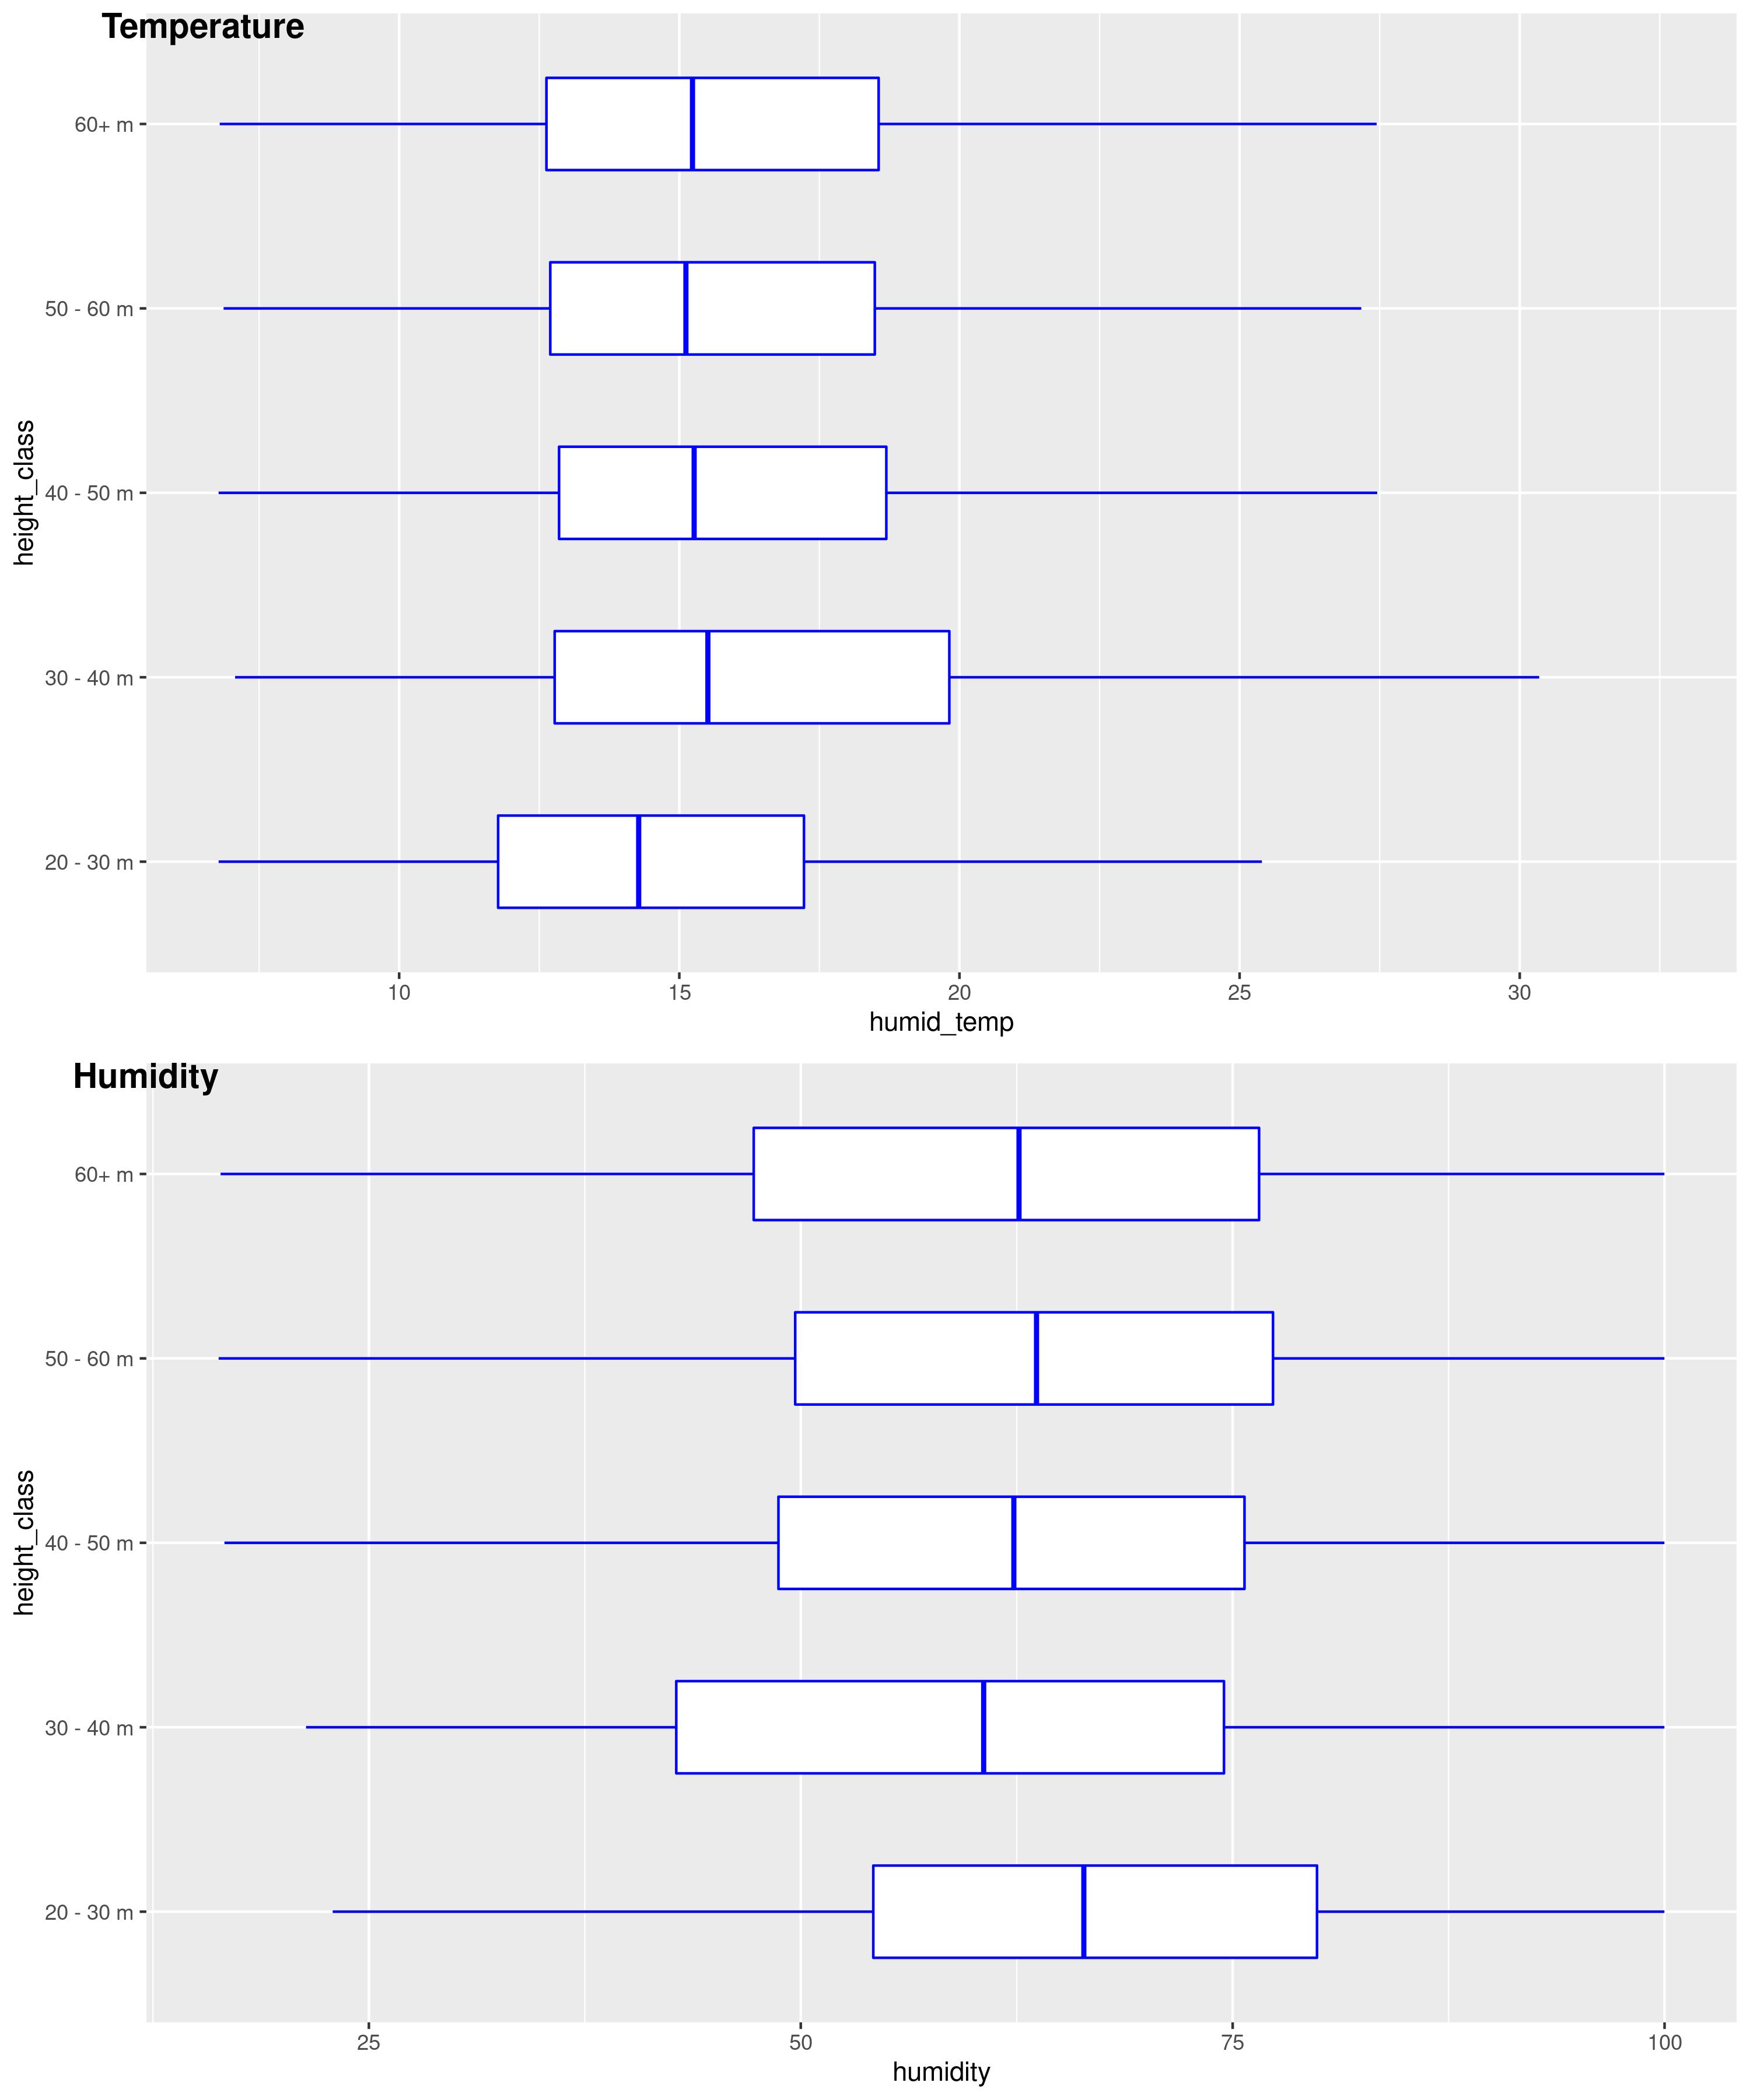 Temperature
60+ m
50 - 60 m
40 - 50 m
30 - 40 m
20 - 30 m
height_class
10 15 20 25 30
humid_temp
Humidity
60+ m
50 - 60 m
40 - 50 m
30 - 40 m
20 - 30 m
height_class
25 50 75 100
humidity